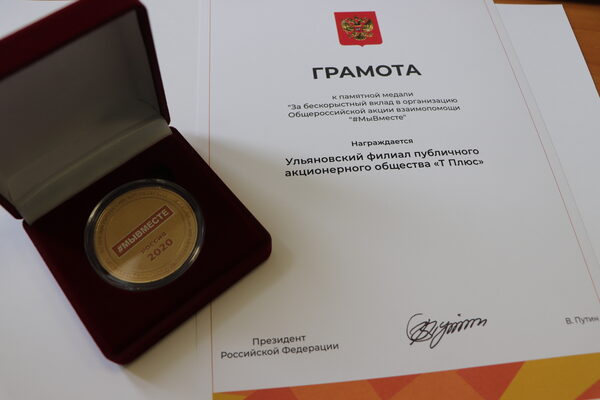 ГРАМОТА
к памятной медали
"За бескорыстный вклад в организацию
Общероссийской акции взаимопомощи
"#МыВместе"
Награждается
Ульяновский филиал публичного
акционерного общества «Т Плюс»
Президент
Российской Федерации
В. Путин
#МЫВМЕСТЕ
РОССИЯ
2020